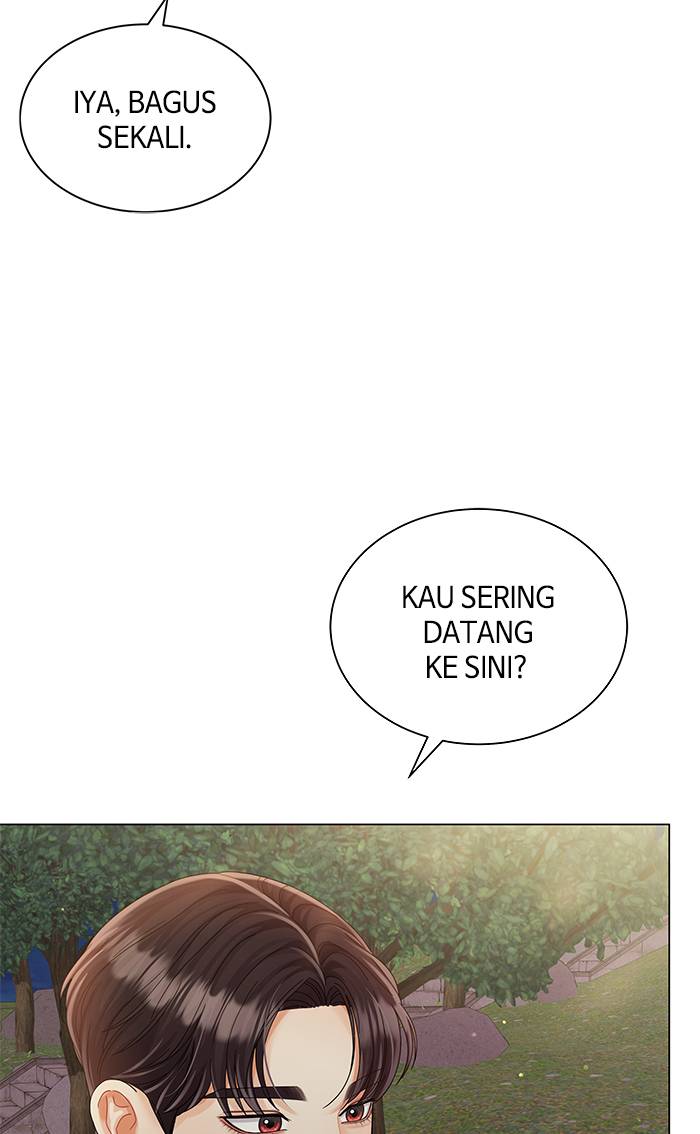 IYA, BAGUS
SEKALI.
KAU SERING
DATANG
KE SINI?